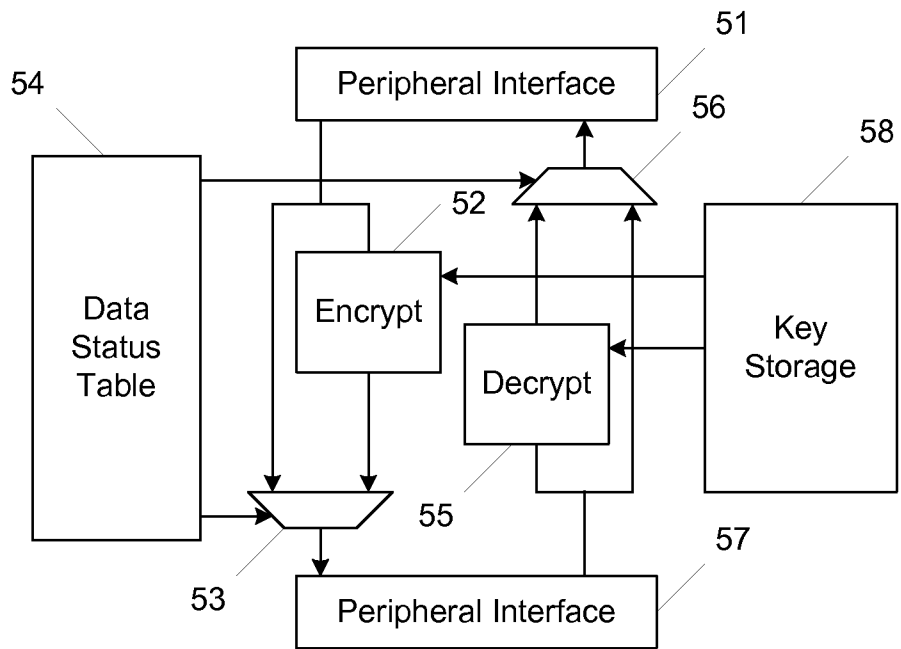 51
Peripheral Interface
54
56
58
52
Data
Status
Table
Encrypt
Key
Storage
Decrypt
55
53
57
Peripheral Interface